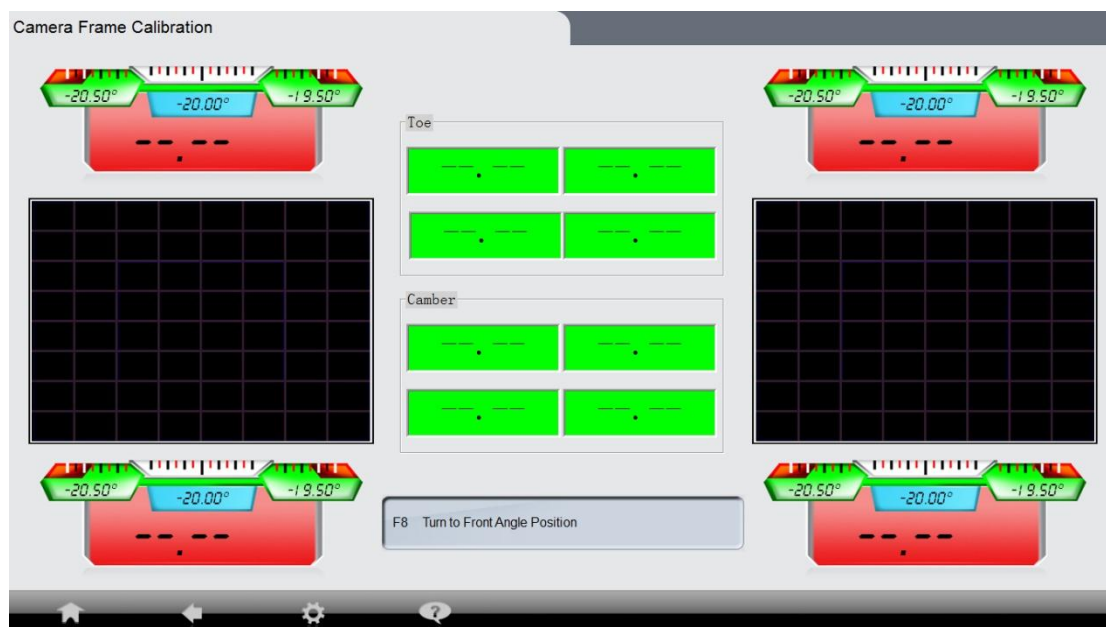 Camera Frame Calibration
-20.50° -20.00° -19.50°
-- . --
-20.50° -20.00° -19.50°
-- . --
Toe
--.-- --.--
--.-- --.--
Camber
--.-- --.--
--.-- --.--
-20.50° -20.00° -19.50°
-- . --
-20.50° -20.00° -19.50°
-- . --
F8 Turn to Front Angle Position
?